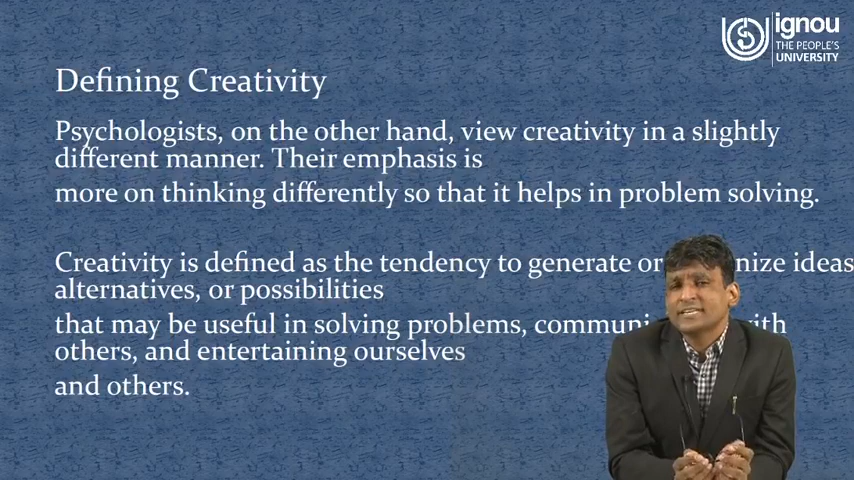 ignou
THE PEOPLE'S
UNIVERSITY
Defining Creativity
Psychologists, on the other hand, view creativity in a slightly
different manner. Their emphasis is
more on thinking differently so that it helps in problem solving.
Creativity is defined as the tendency to generate or ideas
alternatives, or possibilities
that may be useful in solving problems,
others, and entertaining ourselves
and others.